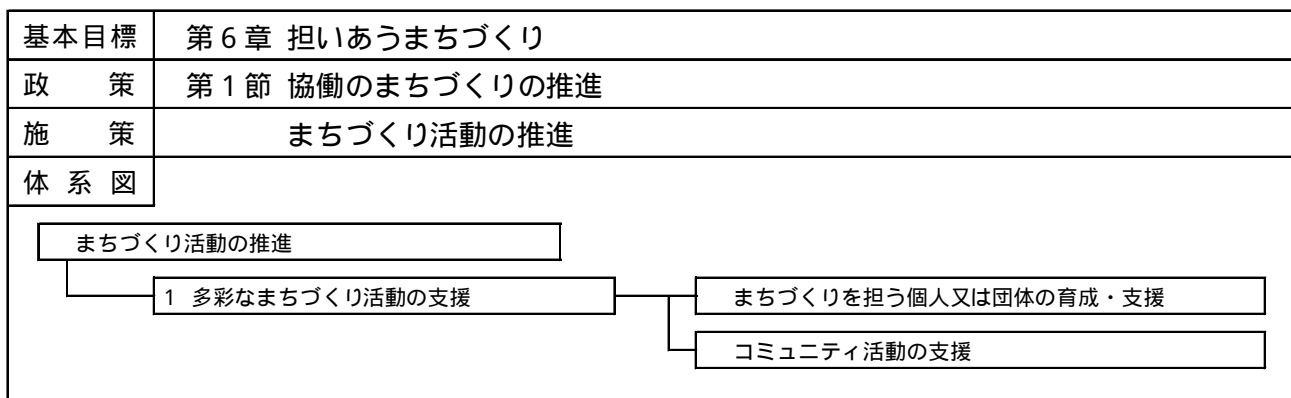 基本目標 第6章 担いあうまちづくり
政策 第1節 協働のまちづくりの推進
施策 まちづくり活動の推進
体系図
まちづくり活動の推進
1 多彩なまちづくり活動の支援
まちづくりを担う個人又は団体の育成・支援
コミュニティ活動の支援